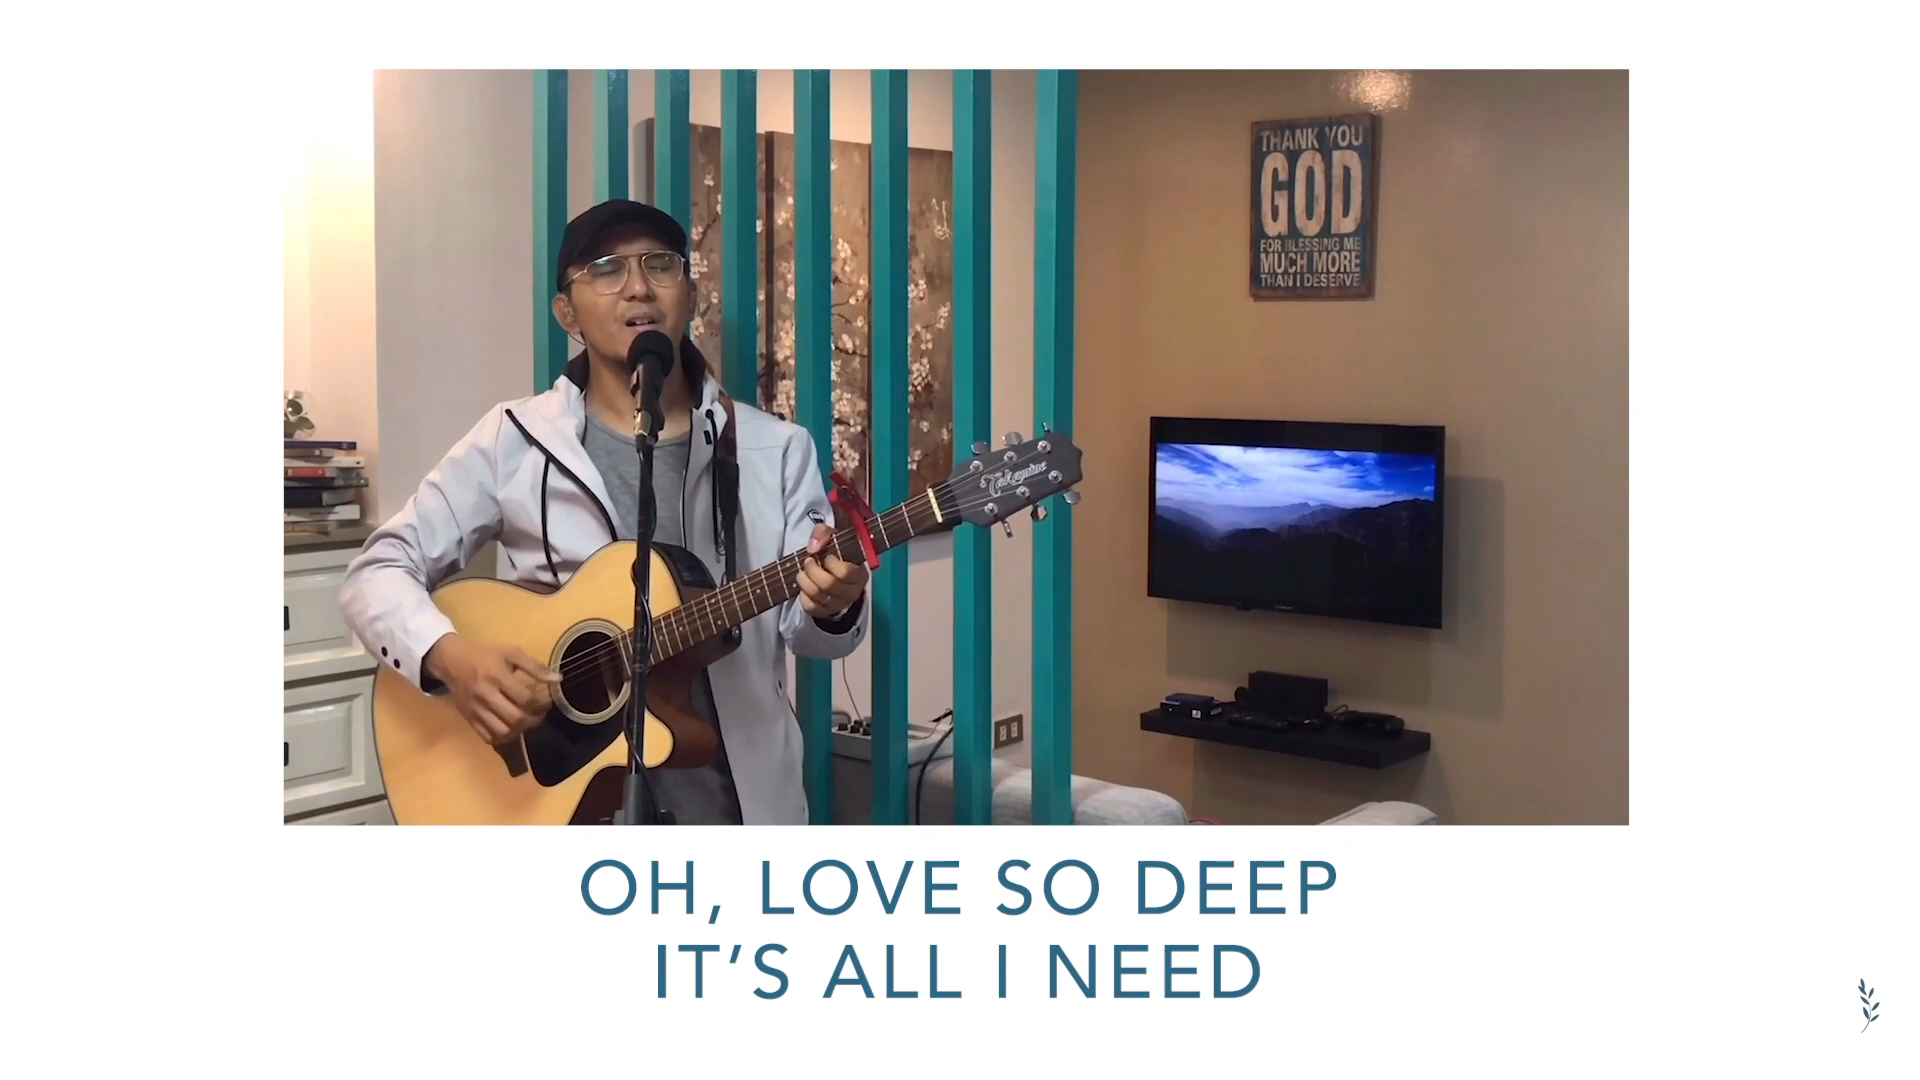 THANK YOU
GOD
FOR BLESSING ME
MUCH MORE
THAN I DESERVE
Takamine
OH, LOVE SO DEEP
IT'S ALL I NEED